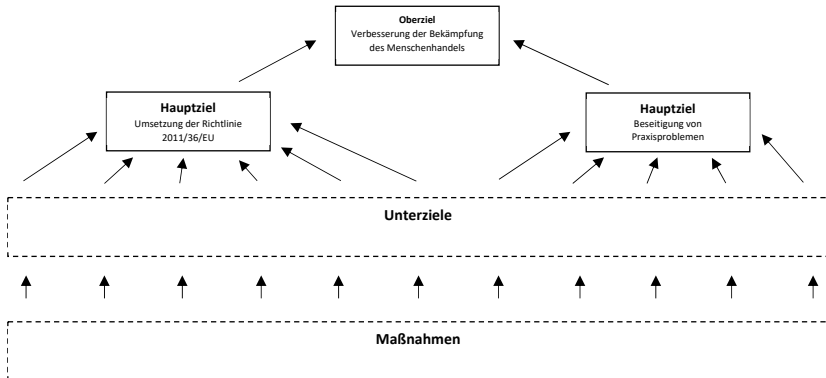 Oberziel
Verbesserung der Bekämpfung
des Menschenhandels
Hauptziel
Umsetzung der Richtlinie
2011/36/EU
Hauptziel
Beseitigung von
Praxisproblemen
Unterziele
Maßnahmen